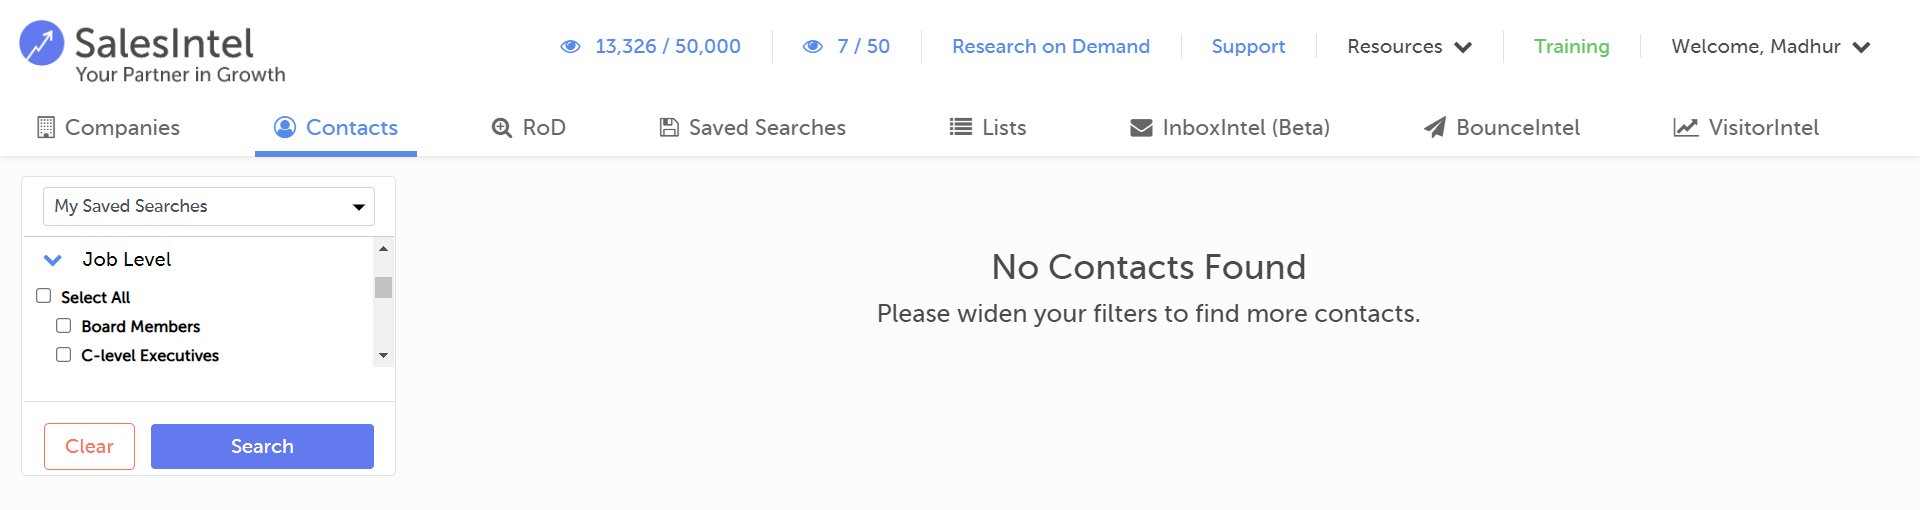 SalesIntel
Your Partner in Growth
13,326 / 50,000
7 / 50
Research on Demand
Support
Resources
Training
Welcome, Madhur
Companies
Contacts
RoD
Saved Searches
Lists
InboxIntel (Beta)
BounceIntel
VisitorIntel
My Saved Searches
Job Level
Select All
Board Members
C-level Executives
Clear
Search
No Contacts Found
Please widen your filters to find more contacts.